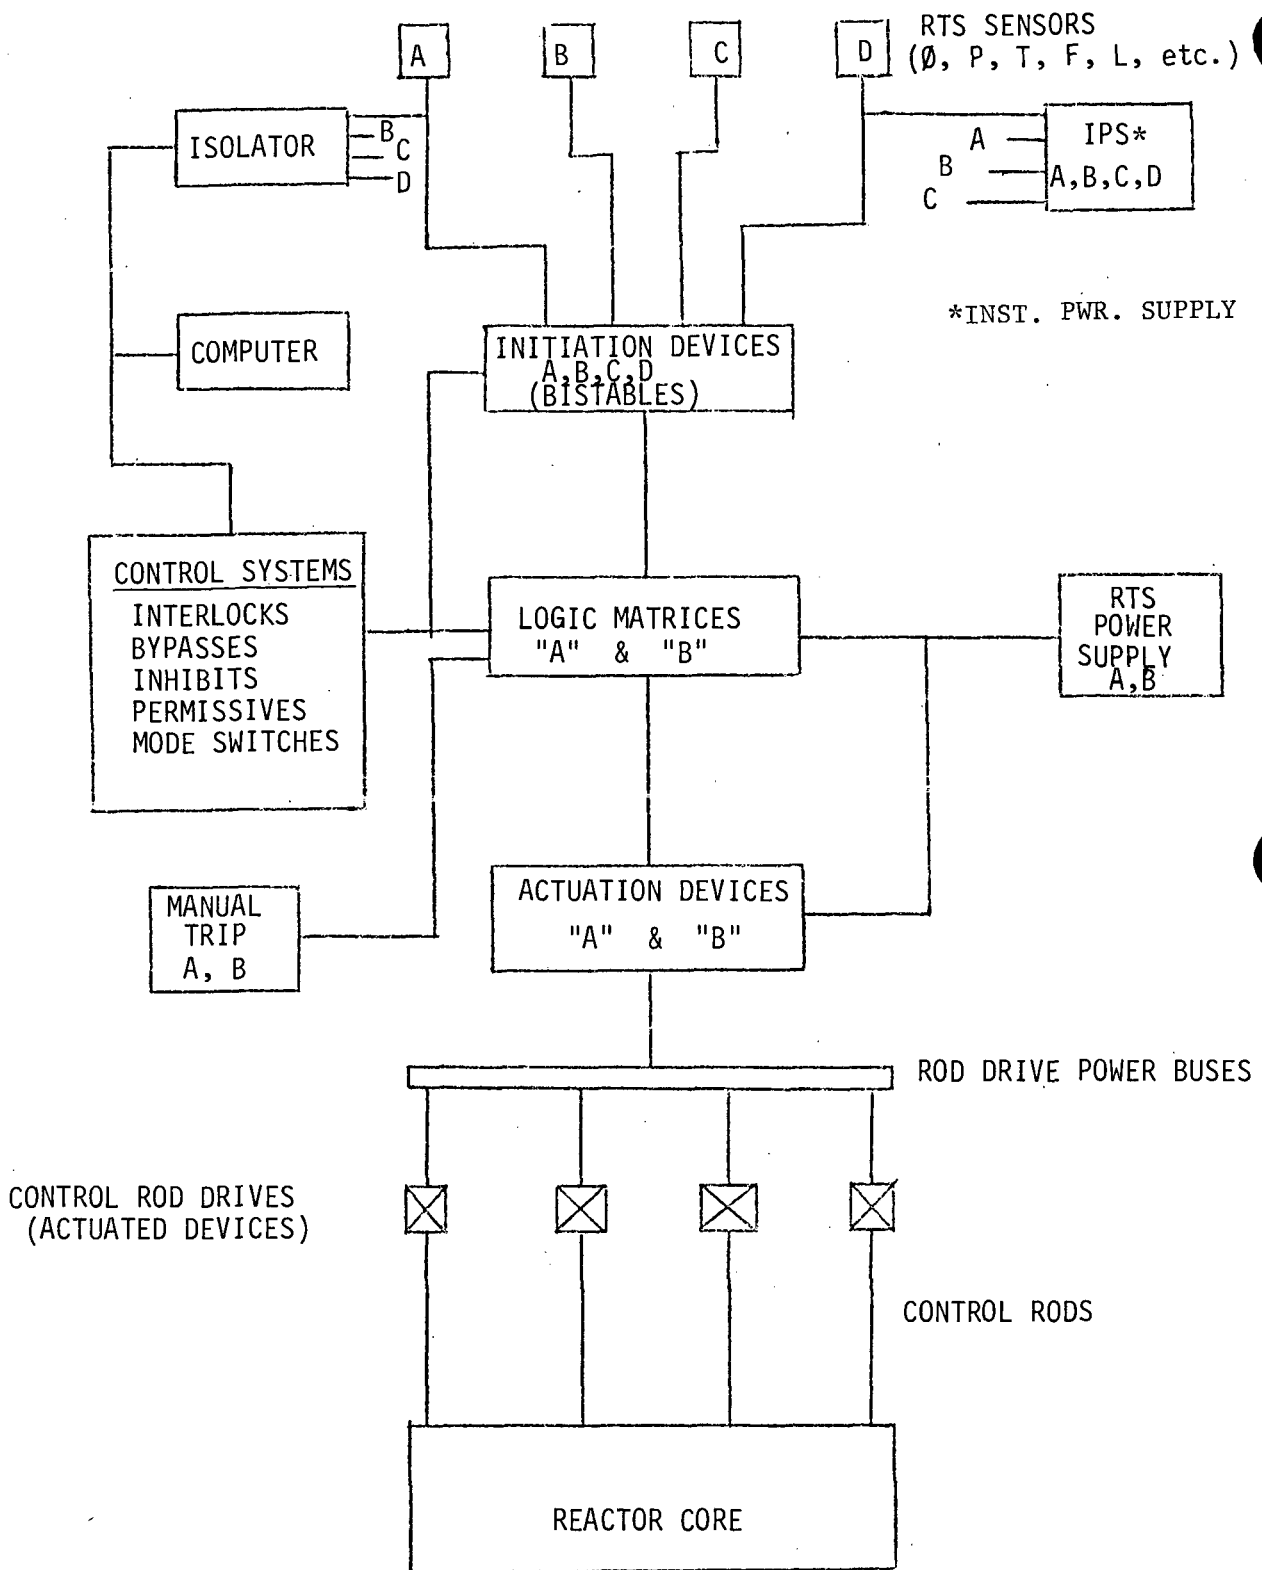 RTS SENSORS
(Ø, P, T, F, L, etc.)
A
B
C
D
ISOLATOR
B
C
D
IPS*
A,B,C,D
A
B
C
*INST. PWR. SUPPLY
COMPUTER
INITIATION DEVICES
A,B,C,D
(BISTABLES)
CONTROL SYSTEMS
INTERLOCKS
BYPASSES
INHIBITS
PERMISSIVES
MODE SWITCHES
LOGIC MATRICES
"A" & "B"
RTS
POWER
SUPPLY
A,B
MANUAL
TRIP
A, B
ACTUATION DEVICES
"A" & "B"
ROD DRIVE POWER BUSES
CONTROL ROD DRIVES
(ACTUATED DEVICES)
CONTROL RODS
REACTOR CORE